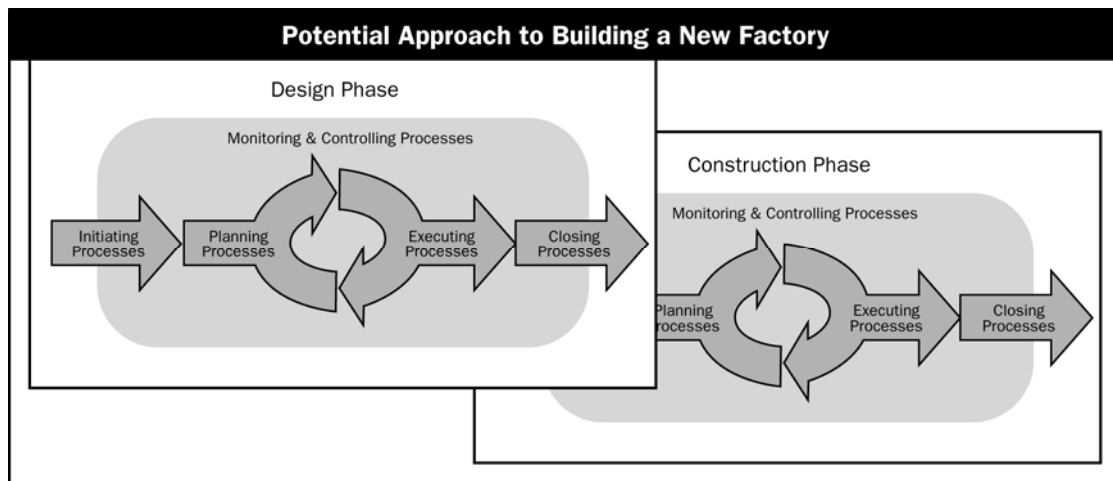 Potential Approach to Building a New Factory
Design Phase
Monitoring & Controlling Processes
Initiating
Processes
Planning
Processes
Executing
Processes
Closing
Processes
Construction Phase
Monitoring & Controlling Processes
Planning
Processes
Executing
Processes
Closing
Processes